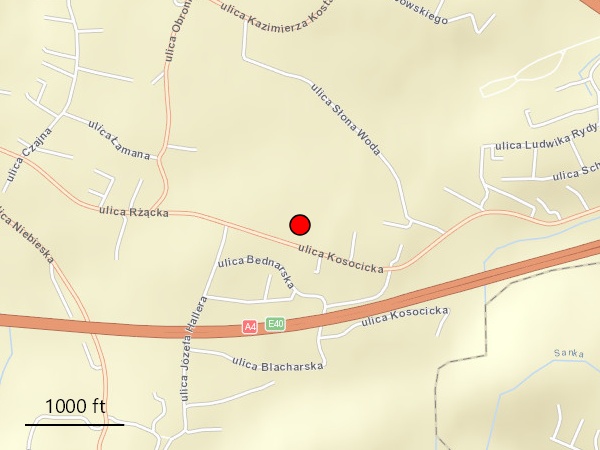 ulica Kazimierza Kosta
owskiego
ulica Obron
ulica Słona Woda
ulica Czajna
ulica Łamana
ulica Ludwika Rydy
ulica Sch
ulica Rżącka
ulica Niebieska
ulica Kosocicka
ulica Bednarska
ulica Józefa Hallera
A4
E40
ulica Kosocicka
ulica Blacharska
Sanka
1000 ft